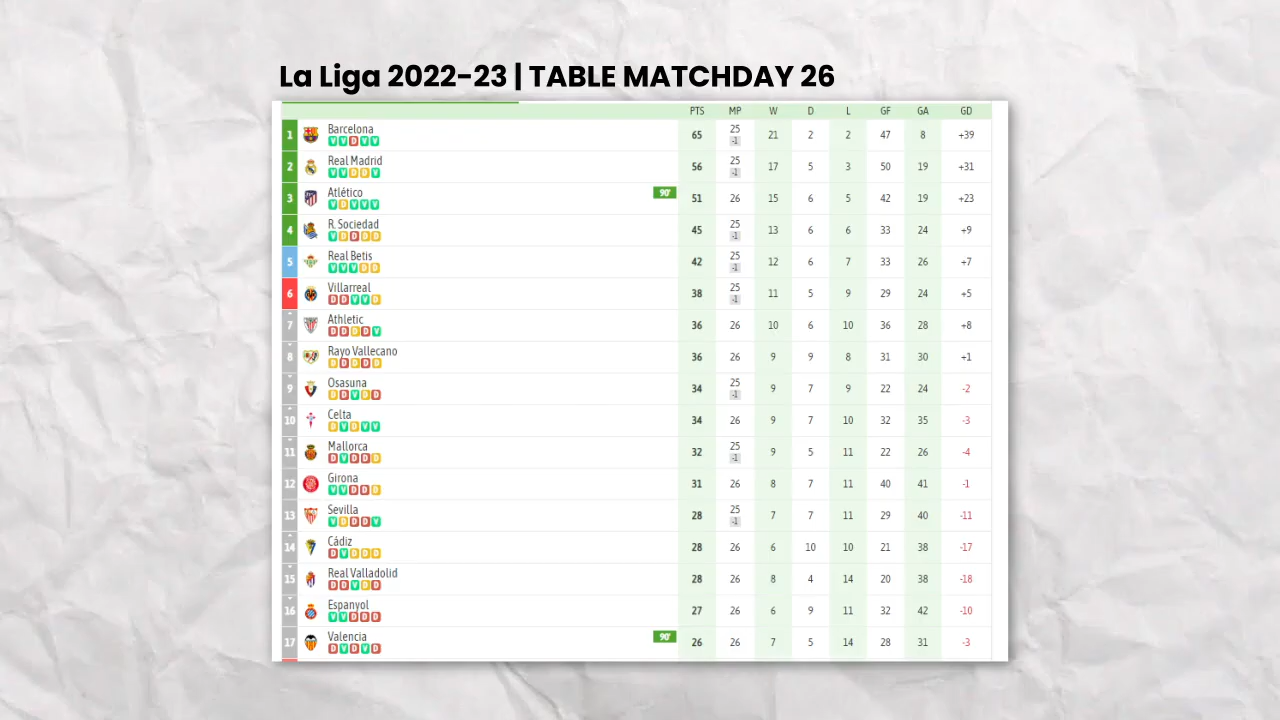 La Liga 2022-23 | TABLE MATCHDAY 26
PTS MP W D L GF GA GD
1 Barcelona 65 25 -1 21 2 2 47 8 +39
V V D V V
2 Real Madrid 56 25 -1 17 5 3 50 19 +31
V V D D V
3 Atlético 90' 51 26 15 6 5 42 19 +23
V D V V V
4 R. Sociedad 45 25 -1 13 6 6 33 24 +9
V D D D D
5 Real Betis 42 25 -1 12 6 7 33 26 +7
V V V D D
6 Villarreal 38 25 -1 11 5 9 29 24 +5
D D V V D
7 Athletic 36 26 10 6 10 36 28 +8
D D D D V
8 Rayo Vallecano 36 26 9 9 8 31 30 +1
D D D D D
9 Osasuna 34 25 -1 9 7 9 22 24 -2
D D V D D
10 Celta 34 26 9 7 10 32 35 -3
D V D V V
11 Mallorca 32 25 -1 9 5 11 22 26 -4
D V D D D
12 Girona 31 26 8 7 11 40 41 -1
V V D D D
13 Sevilla 28 25 -1 7 7 11 29 40 -11
V D D D V
14 Cádiz 28 26 6 10 10 21 38 -17
D V D D D
15 Real Valladolid 28 26 8 4 14 20 38 -18
D D V D D
16 Espanyol 27 26 6 9 11 32 42 -10
V V D D D
17 Valencia 90' 26 26 7 5 14 28 31 -3
D V D V D